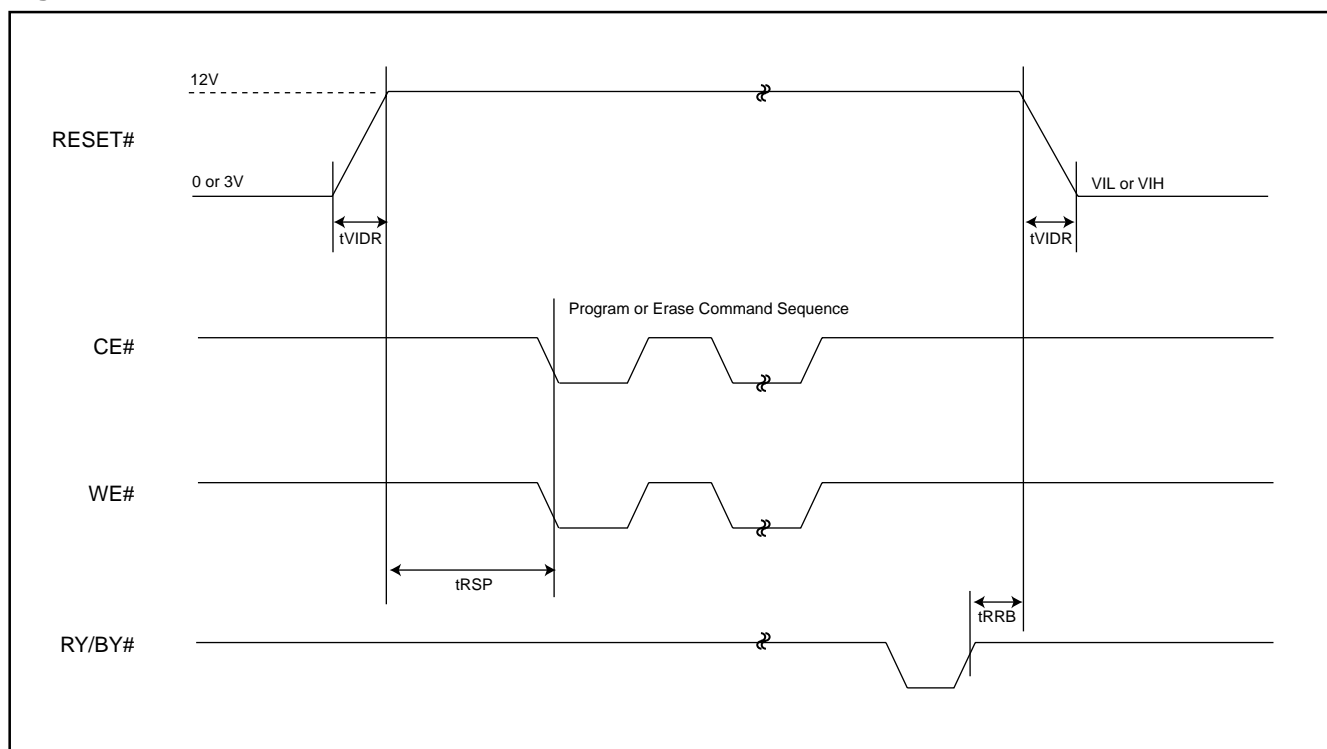 12V
RESET#
0 or 3V
VIL or VIH
tVIDR
tVIDR
Program or Erase Command Sequence
CE#
WE#
tRSP
tRRB
RY/BY#